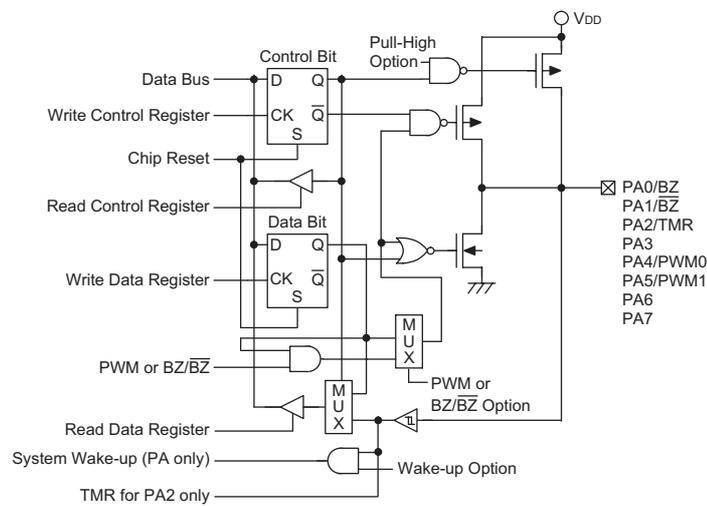 VDD
Control Bit
Pull-High
Option
Data Bus
D Q
Write Control Register
CK Q̅
S
Chip Reset
Read Control Register
Data Bit
D Q
Write Data Register
CK Q̅
S
PA0/BZ
PA1/B̅Z̅
PA2/TMR
PA3
PA4/PWM0
PA5/PWM1
PA6
PA7
M
U
X
PWM or BZ/B̅Z̅
PWM or
BZ/B̅Z̅ Option
M
U
X
Read Data Register
System Wake-up (PA only)
Wake-up Option
TMR for PA2 only